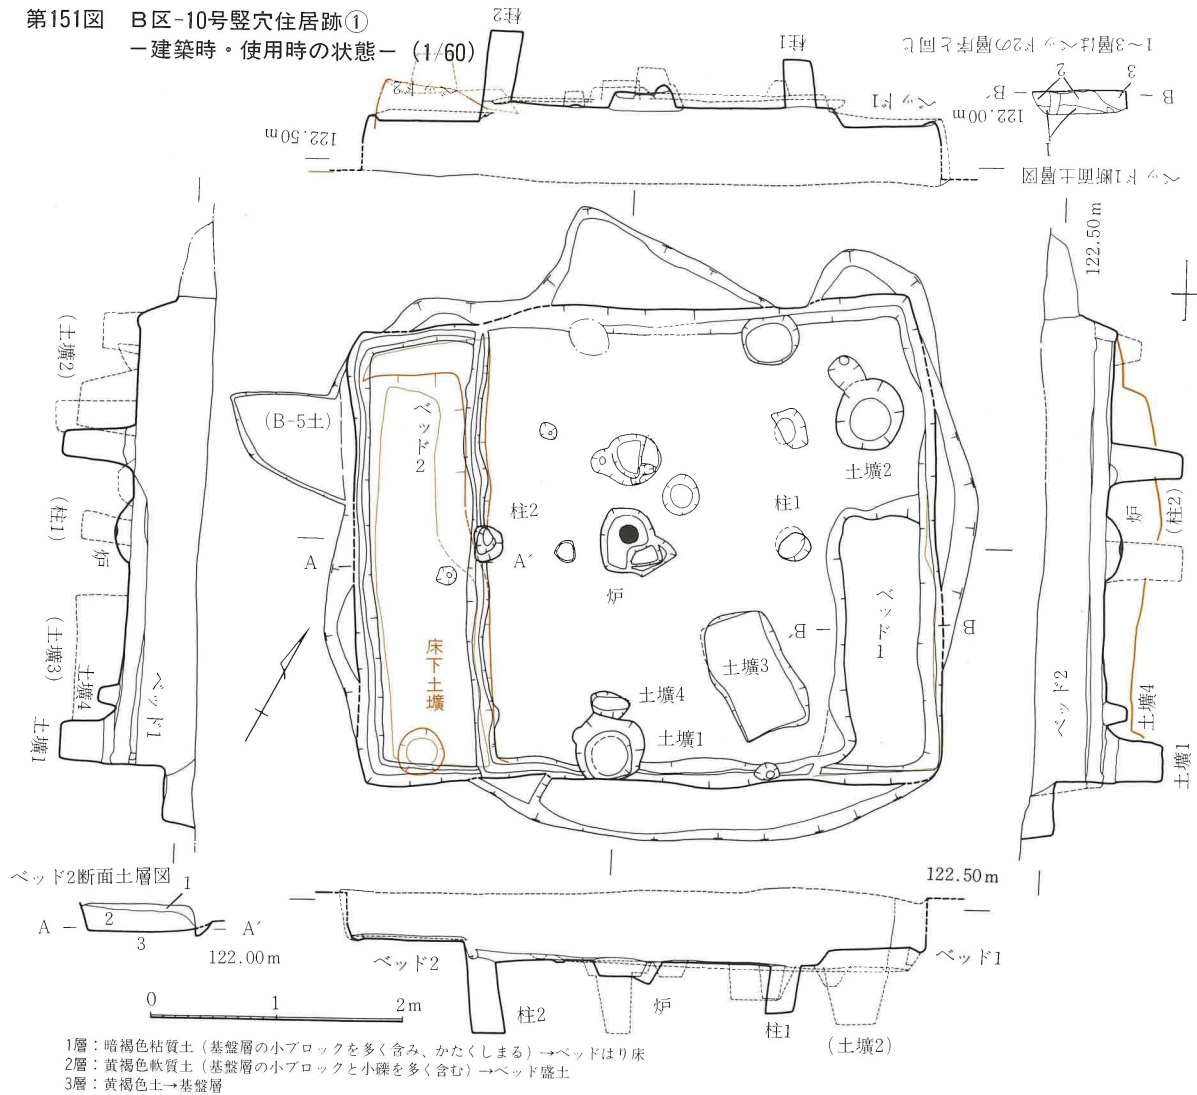 第151図　B区-10号竪穴住居跡①
－建築時・使用時の状態－（1/60）
柱2
柱1
ベッド2
ベッド1
122.50m
1～3層はベッド2の層序と同じ
2
3
B′
B
122.00m
1
ベッド1断面土層図
122.50m
(土壙2)
(柱1)
炉
(土壙3)
土壙4
土壙1
ベッド1
(B-5土)
ベッド2
柱2
A
A′
炉
床下土壙
土壙2
柱1
ベッド1
B′
B
土壙3
土壙4
土壙1
炉
(柱2)
ベッド2
土壙4
土壙1
ベッド2断面土層図
1
A
2
A′
3
122.00m
122.50m
ベッド2
柱2
炉
柱1
(土壙2)
ベッド1
0
1
2m
1層：暗褐色粘質土（基盤層の小ブロックを多く含み、かたくしまる）→ベッドはり床
2層：黄褐色軟質土（基盤層の小ブロックと小礫を多く含む）→ベッド盛土
3層：黄褐色土→基盤層